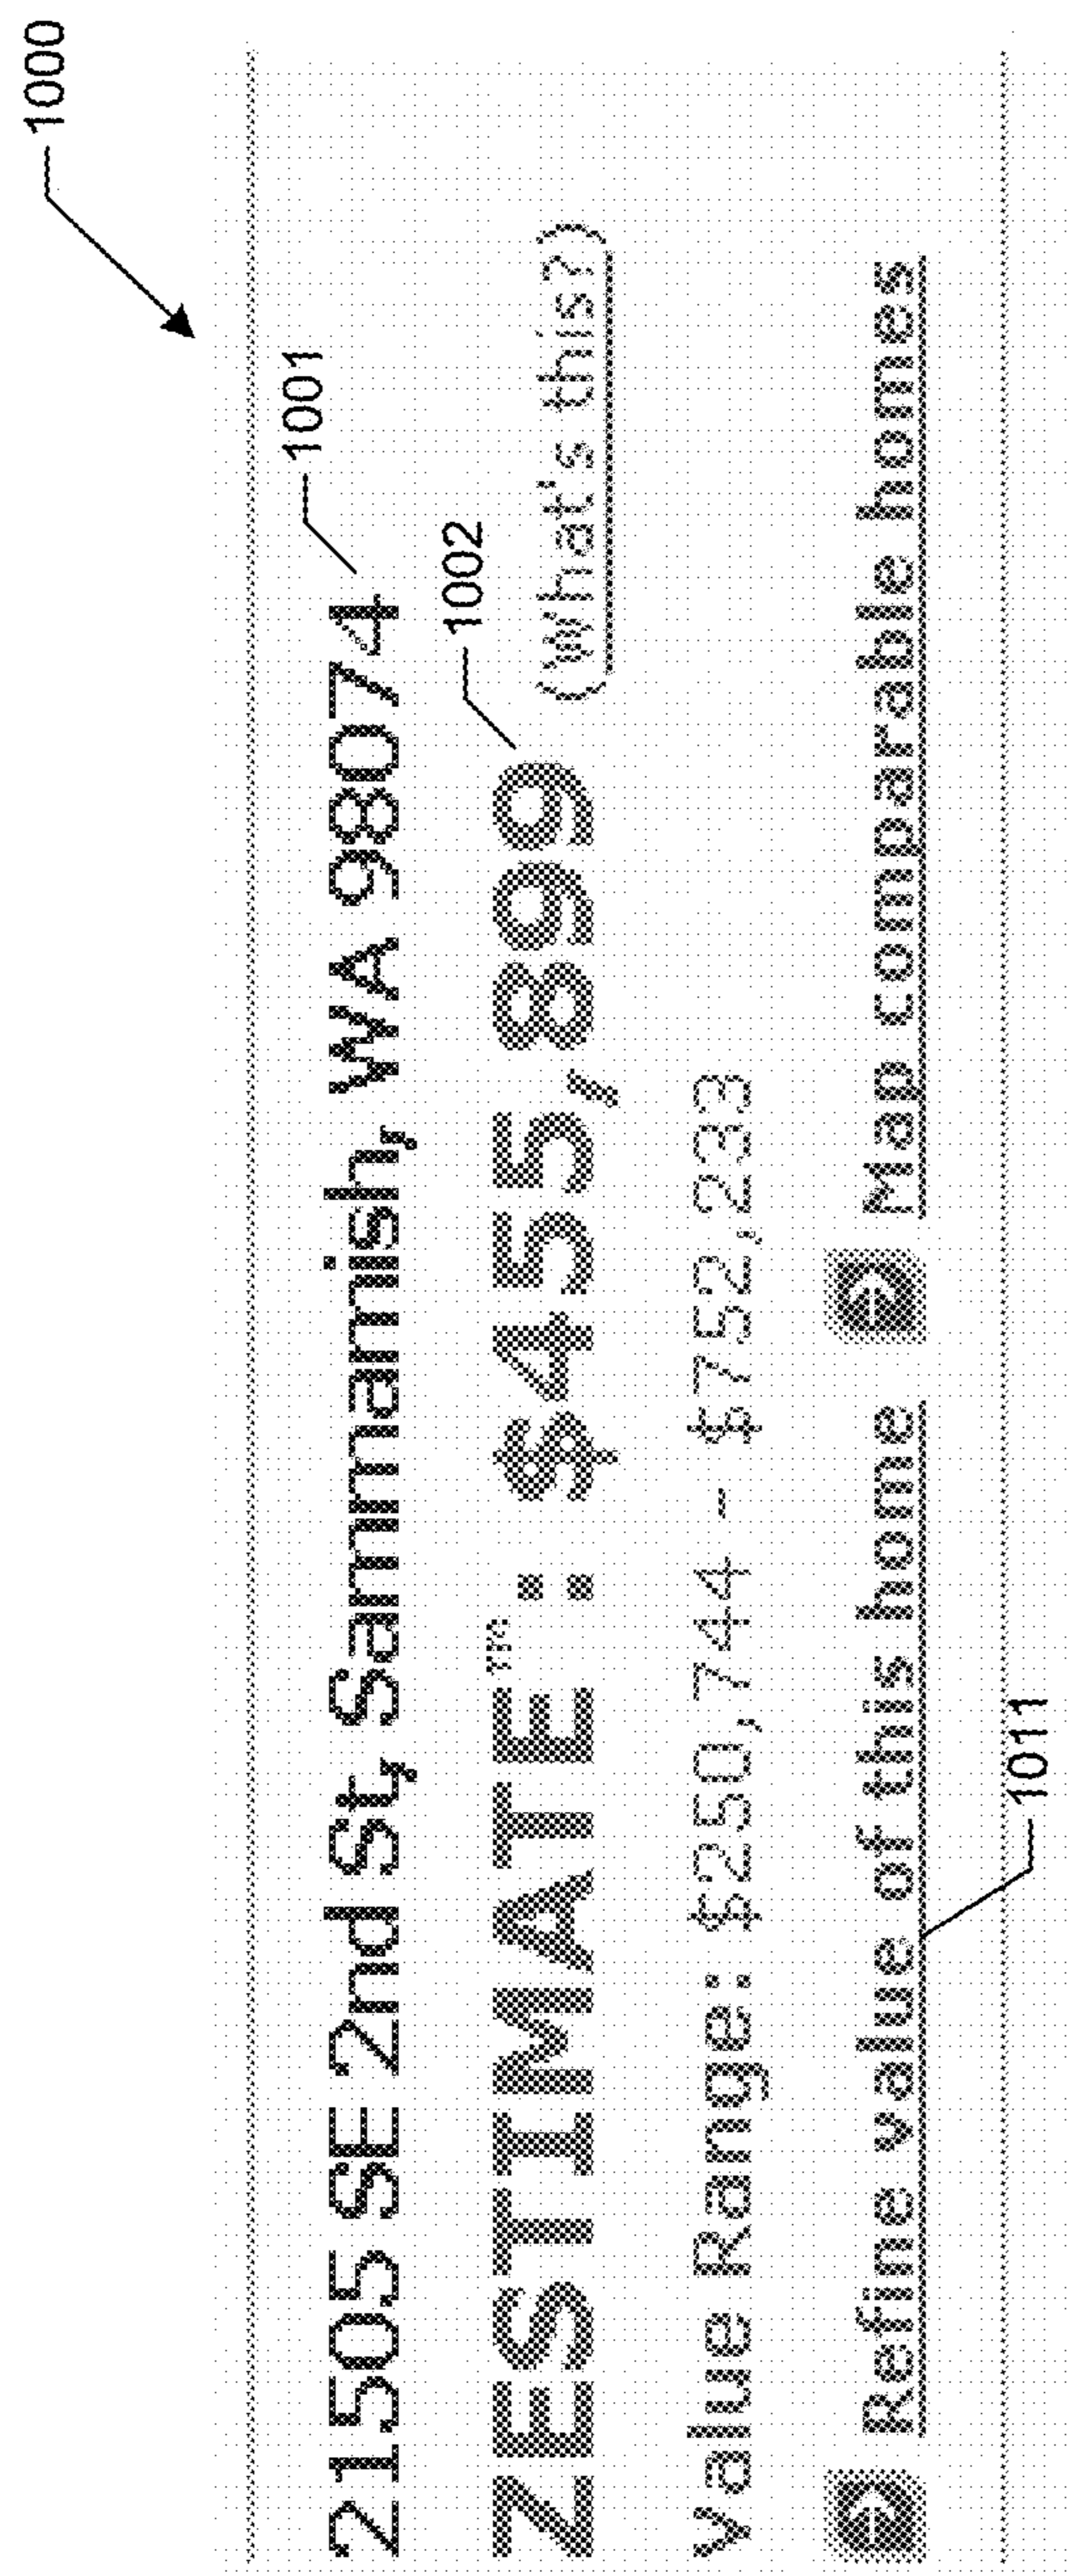 1000
1001
21505 SE 2nd St, Sammamish, WA 98074
1002
ZESTIMATE™: $455,899 (What's this?)
Value Range: $250,744 - $752,233
Refine value of this home Map comparable homes
1011